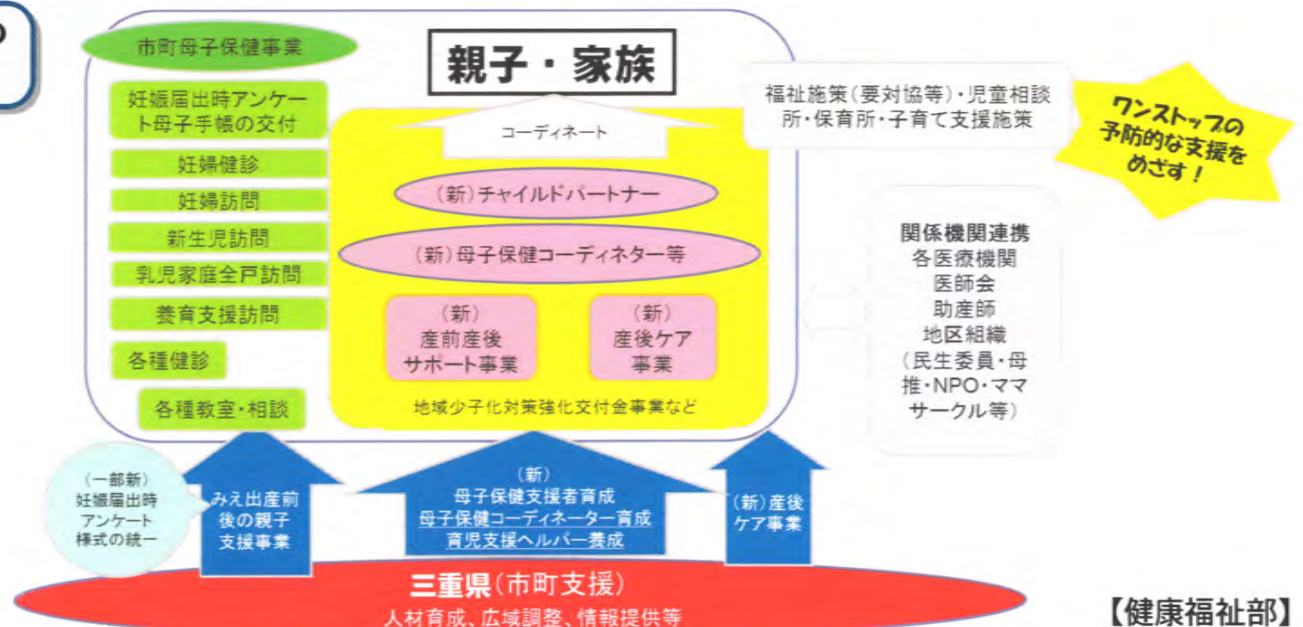 の
市町母子保健事業
妊娠届出時アンケー
ト母子手帳の交付
妊婦健診
妊婦訪問
新生児訪問
乳児家庭全戸訪問
養育支援訪問
各種健診
各種教室・相談
親子・家族
コーディネート
(新)チャイルドパートナー
(新)母子保健コーディネター等
(新)
産前産後
サポート事業
(新)
産後ケア
事業
地域少子化対策強化交付金事業など
福祉施策(要対協等)・児童相談
所・保育所・子育て支援施策
ワンストップの
予防的な支援を
めざす!
関係機関連携
各医療機関
医師会
助産師
地区組織
(民生委員・母
推・NPO・ママ
サークル等)
(一部新)
妊娠届出時
アンケート
様式の統一
みえ出産前
後の親子
支援事業
(新)
母子保健支援者育成
母子保健コーディネーター育成
育児支援ヘルパー養成
(新)産後
ケア事業
三重県(市町支援)
人材育成、広域調整、情報提供等
【健康福祉部】